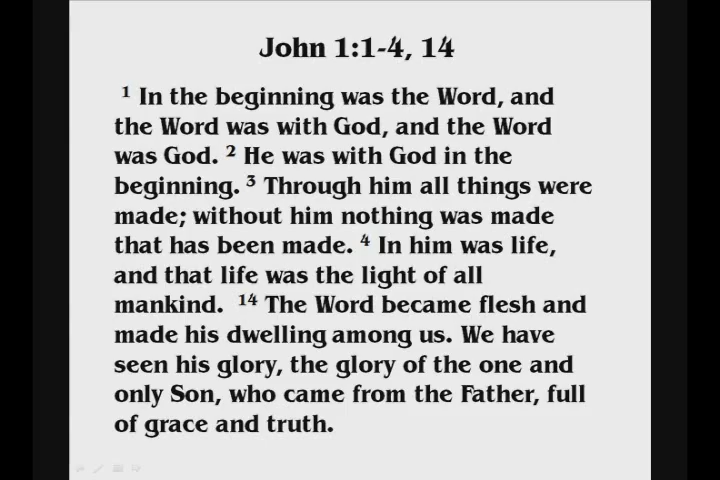 John 1:1-4, 14
1 In the beginning was the Word, and
the Word was with God, and the Word
was God. 2 He was with God in the
beginning. 3 Through him all things were
made; without him nothing was made
that has been made. 4 In him was life,
and that life was the light of all
mankind. 14 The Word became flesh and
made his dwelling among us. We have
seen his glory, the glory of the one and
only Son, who came from the Father, full
of grace and truth.